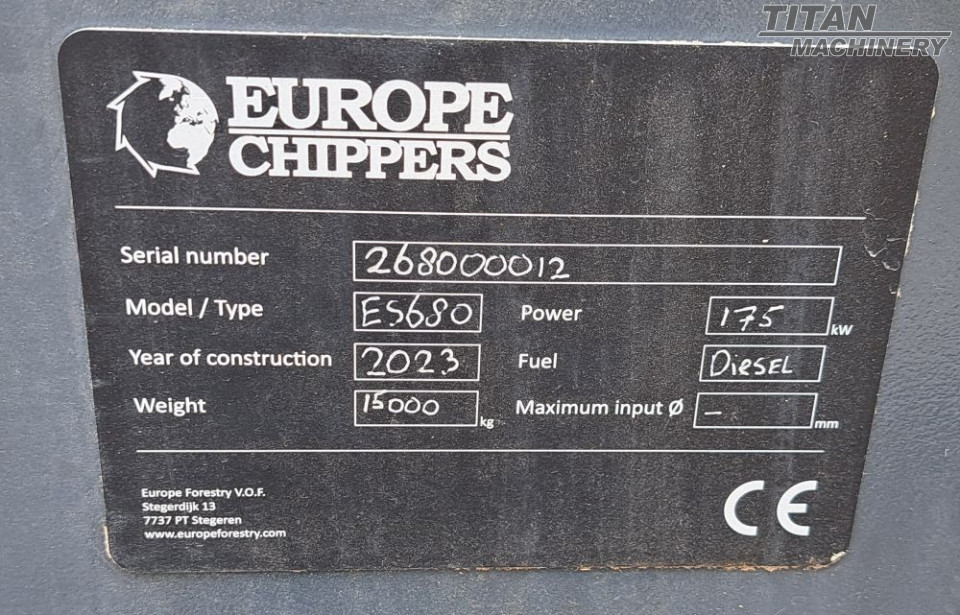 TITAN
MACHINERY
EUROPE
CHIPPERS
Serial number 268000012
Model / Type ES680 Power 175 kW
Year of construction 2023 Fuel DiESEL
Weight 15000 kg Maximum input Ø – mm
Europe Forestry V.O.F.
Stegerdijk 13
7737 PT Stegeren
www.europeforestry.com
CE